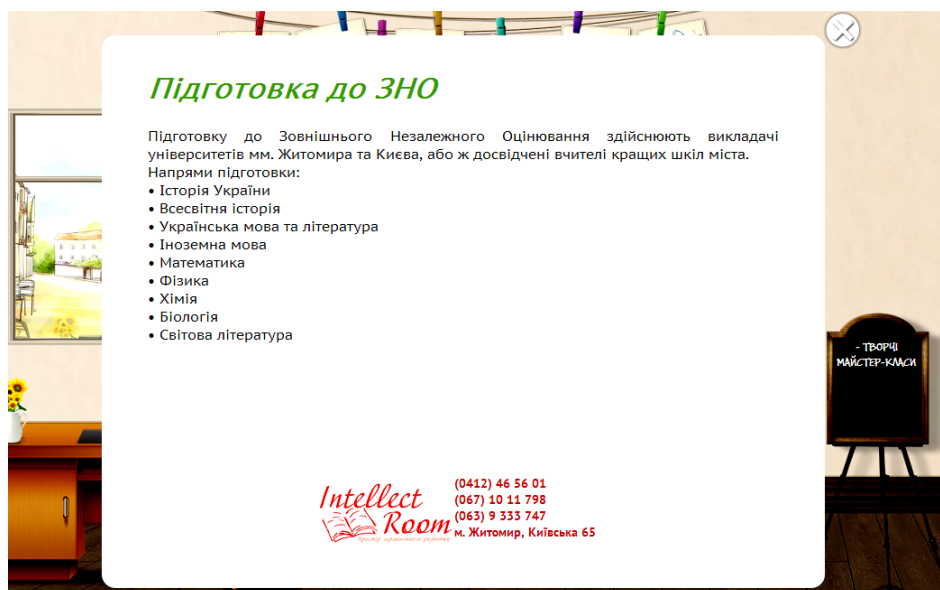 Підготовка до ЗНО
Підготовку до Зовнішнього Незалежного Оцінювання здійснюють викладачі
університетів мм. Житомира та Києва, або ж досвідчені вчителі кращих шкіл міста.
Напрями підготовки:
• Історія України
• Всесвітня історія
• Українська мова та література
• Іноземна мова
• Математика
• Фізика
• Хімія
• Біологія
• Світова література
- ТВОРЧІ
МАЙСТЕР-КЛАСИ
Intellect
Room
(0412) 46 56 01
(067) 10 11 798
(063) 9 333 747
м. Житомир, Київська 65